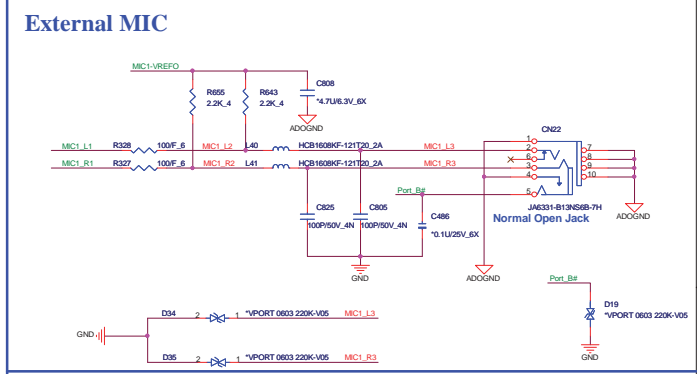 External MIC
MIC1-VREFO
R655
2.2K_4
R643
2.2K_4
C808
*4.7U/6.3V_6X
ADOGND
MIC1_L1
R328
100/F_6
MIC1_L2
L40
HCB1608KF-121T20_2A
MIC1_L3
MIC1_R1
R327
100/F_6
MIC1_R2
L41
HCB1608KF-121T20_2A
MIC1_R3
CN22
1
2
6
3
4
5
7
8
9
10
Port_B#
JA6331-B13NS6B-7H
Normal Open Jack
ADOGND
C825
100P/50V_4N
C805
100P/50V_4N
C486
*0.1U/25V_6X
GND
ADOGND
Port_B#
D19
*VPORT 0603 220K-V05
GND
D34
2
1
*VPORT 0603 220K-V05
MIC1_L3
GND
D35
2
1
*VPORT 0603 220K-V05
MIC1_R3